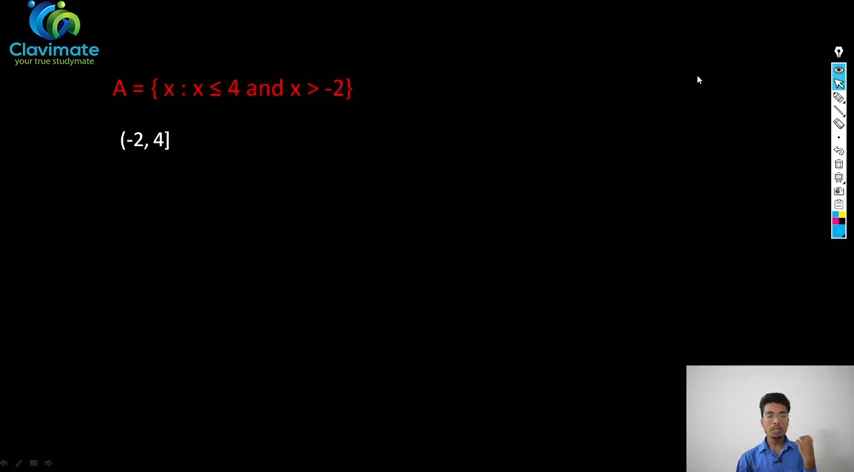 Clavimate
your true studymate
A = { x : x ≤ 4 and x > -2}
(-2, 4]